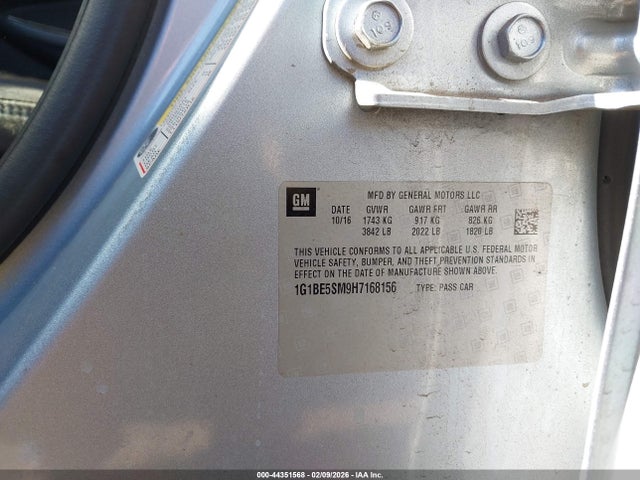 GM
MFD BY GENERAL MOTORS LLC
DATE GVWR GAWR FRT GAWR RR
10/16 1743 KG 917 KG 826 KG
3842 LB 2022 LB 1820 LB
THIS VEHICLE CONFORMS TO ALL APPLICABLE U.S. FEDERAL MOTOR
VEHICLE SAFETY, BUMPER, AND THEFT PREVENTION STANDARDS IN
EFFECT ON THE DATE OF MANUFACTURE SHOWN ABOVE.
1G1BE5SM9H7168156 TYPE: PASS CAR
000-44351568 | 02/09/2026 | IAA Inc.